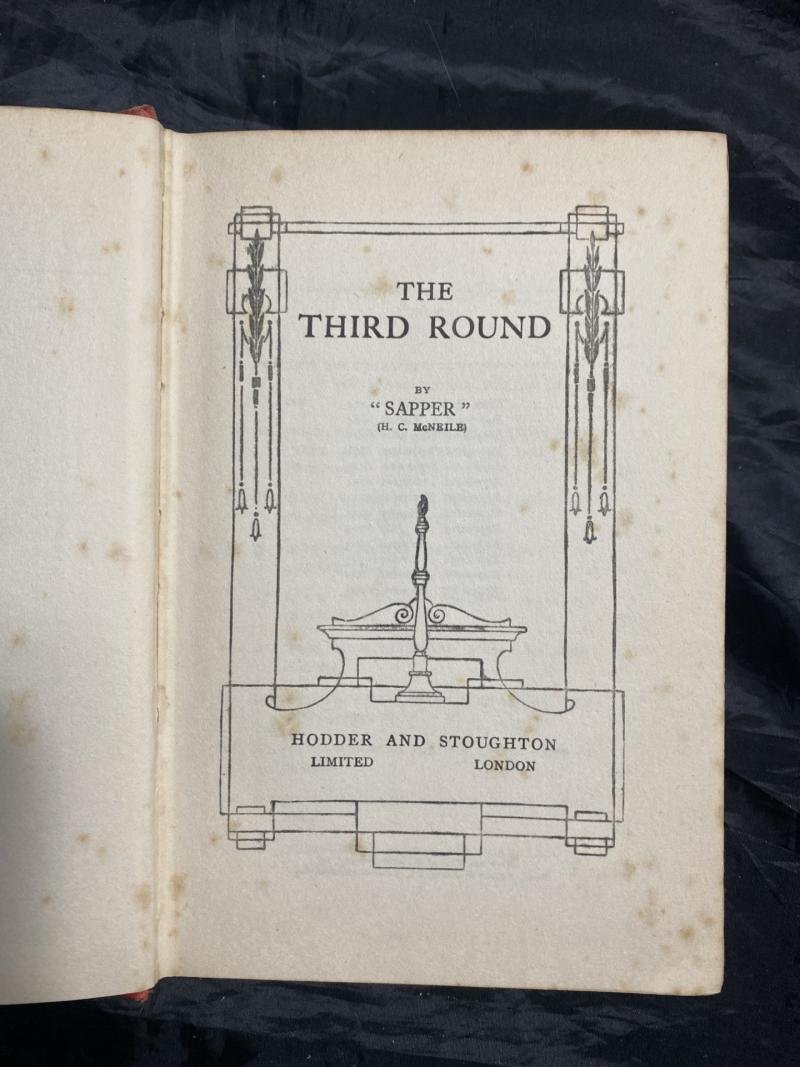 THE
THIRD ROUND
BY
“SAPPER”
(H. C. McNEILE)
HODDER AND STOUGHTON
LIMITED LONDON